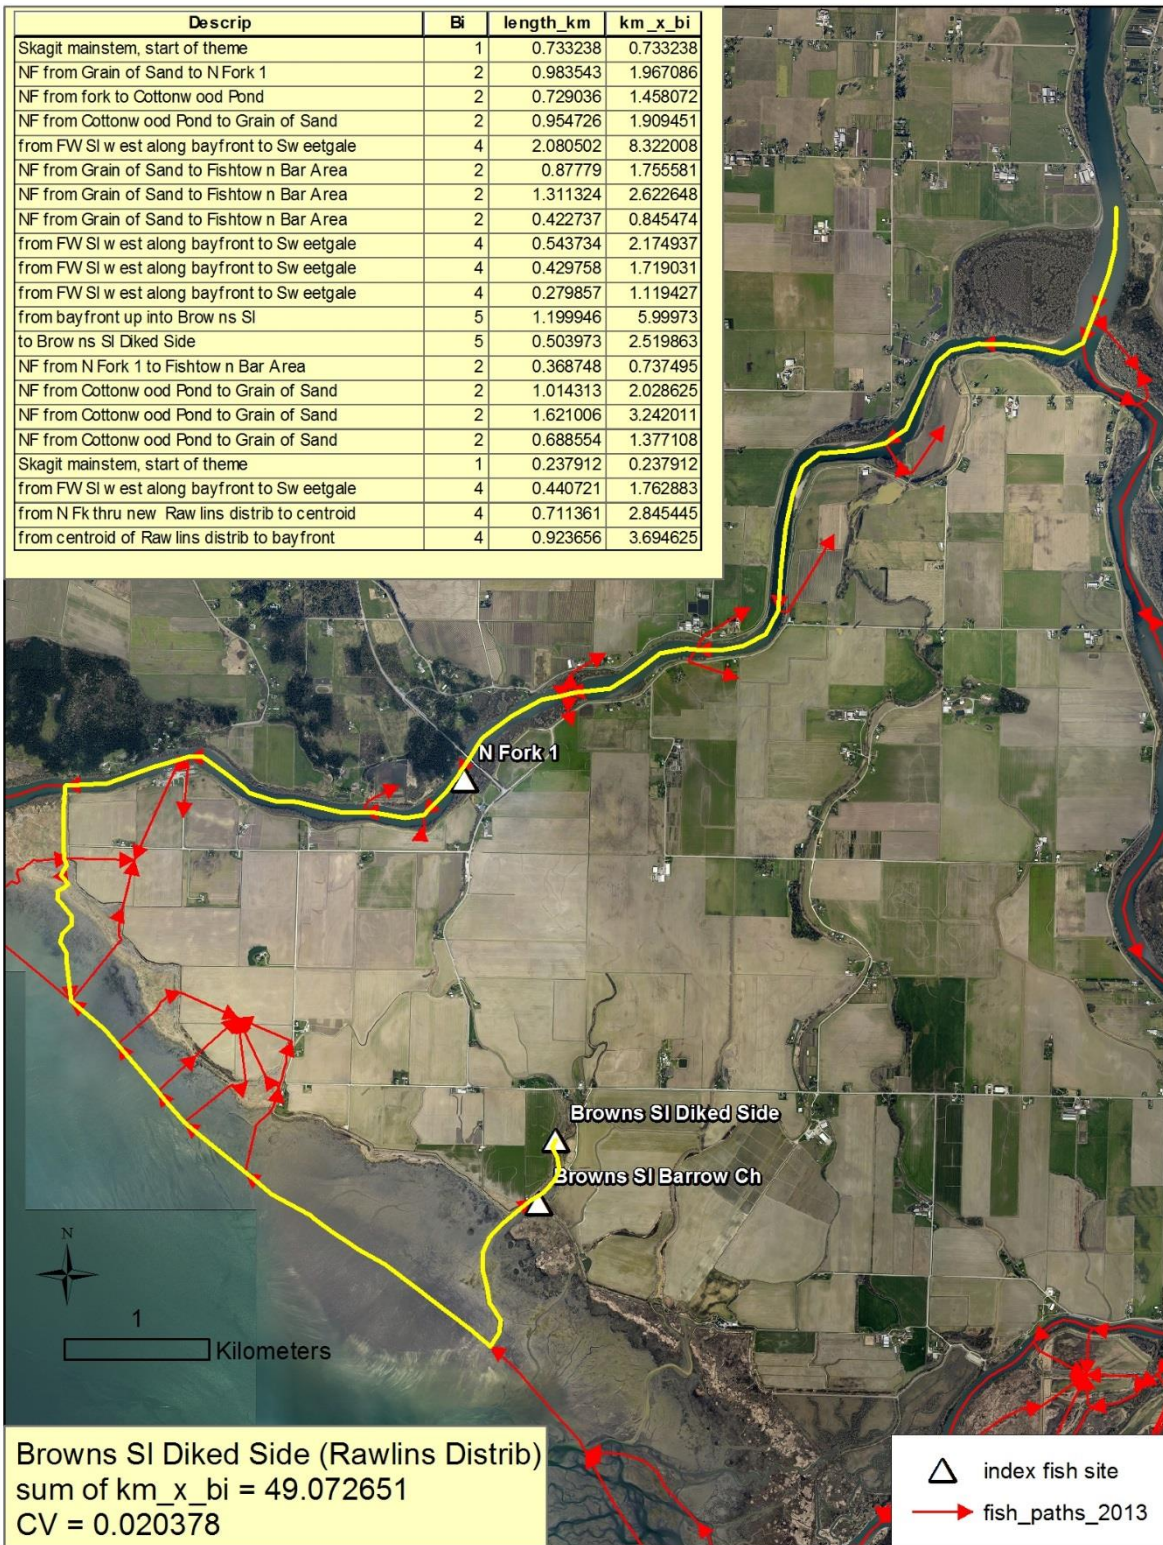 Descrip Bi length_km km_x_bi
Skagit mainstem, start of theme 1 0.733238 0.733238
NF from Grain of Sand to N Fork 1 2 0.983543 1.967086
NF from fork to Cottonwood Pond 2 0.729036 1.458072
NF from Cottonwood Pond to Grain of Sand 2 0.954726 1.909451
from FW Sl west along bayfront to Sweetgale 4 2.080502 8.322008
NF from Grain of Sand to Fishtown Bar Area 2 0.87779 1.755581
NF from Grain of Sand to Fishtown Bar Area 2 1.311324 2.622648
NF from Grain of Sand to Fishtown Bar Area 2 0.422737 0.845474
from FW Sl west along bayfront to Sweetgale 4 0.543734 2.174937
from FW Sl west along bayfront to Sweetgale 4 0.429758 1.719031
from FW Sl west along bayfront to Sweetgale 4 0.279857 1.119427
from bayfront up into Browns Sl 5 1.199946 5.99973
to Browns Sl Diked Side 5 0.503973 2.519863
NF from N Fork 1 to Fishtown Bar Area 2 0.368748 0.737495
NF from Cottonwood Pond to Grain of Sand 2 1.014313 2.028625
NF from Cottonwood Pond to Grain of Sand 2 1.621006 3.242011
NF from Cottonwood Pond to Grain of Sand 2 0.688554 1.377108
Skagit mainstem, start of theme 1 0.237912 0.237912
from FW Sl west along bayfront to Sweetgale 4 0.440721 1.762883
from N Fk thru new Rawlins distrib to centroid 4 0.711361 2.845445
from centroid of Rawlins distrib to bayfront 4 0.923656 3.694625
N Fork 1
Browns Sl Diked Side
Browns Sl Barrow Ch
N
1
Kilometers
Browns Sl Diked Side (Rawlins Distrib)
sum of km_x_bi = 49.072651
CV = 0.020378
index fish site
fish_paths_2013